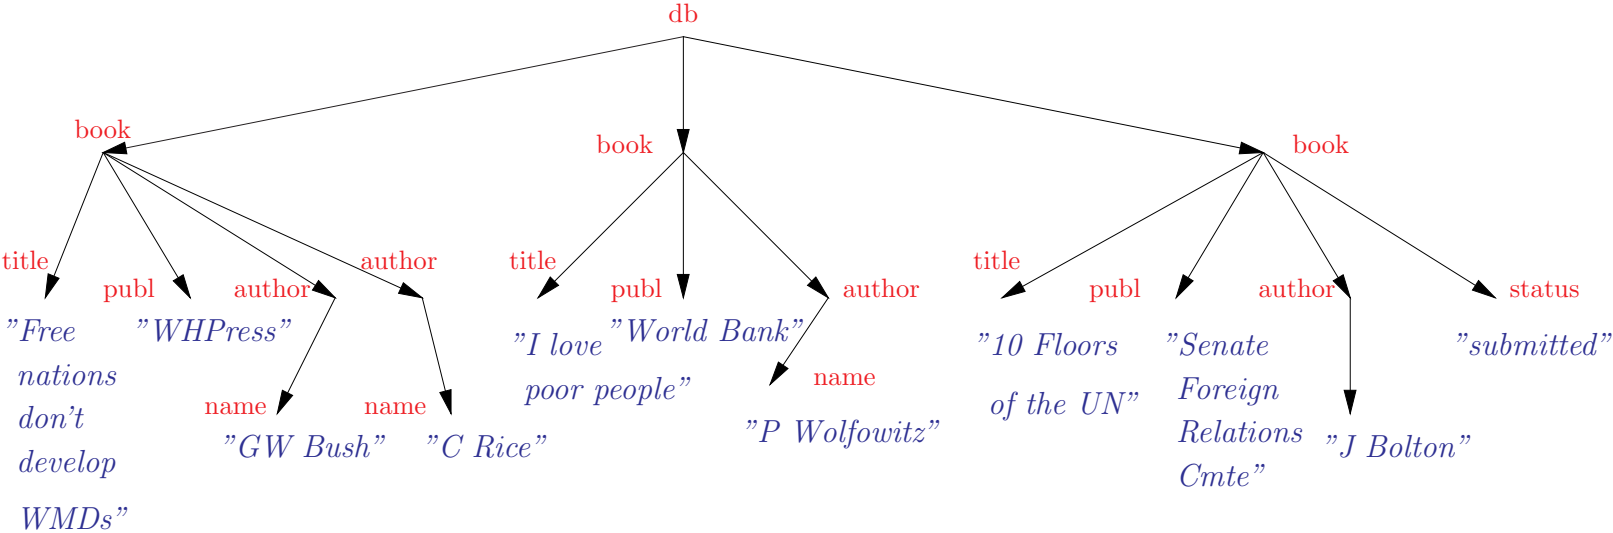 db
book
book
book
title
author
title
title
publ
author
publ
author
publ
author
status
"Free
nations
don't
develop
WMDs"
"WHPress"
"I love
poor people"
"World Bank"
"10 Floors
of the UN"
"Senate
Foreign
Relations
Cmte"
"submitted"
name
name
name
"GW Bush"
"C Rice"
"P Wolfowitz"
"J Bolton"